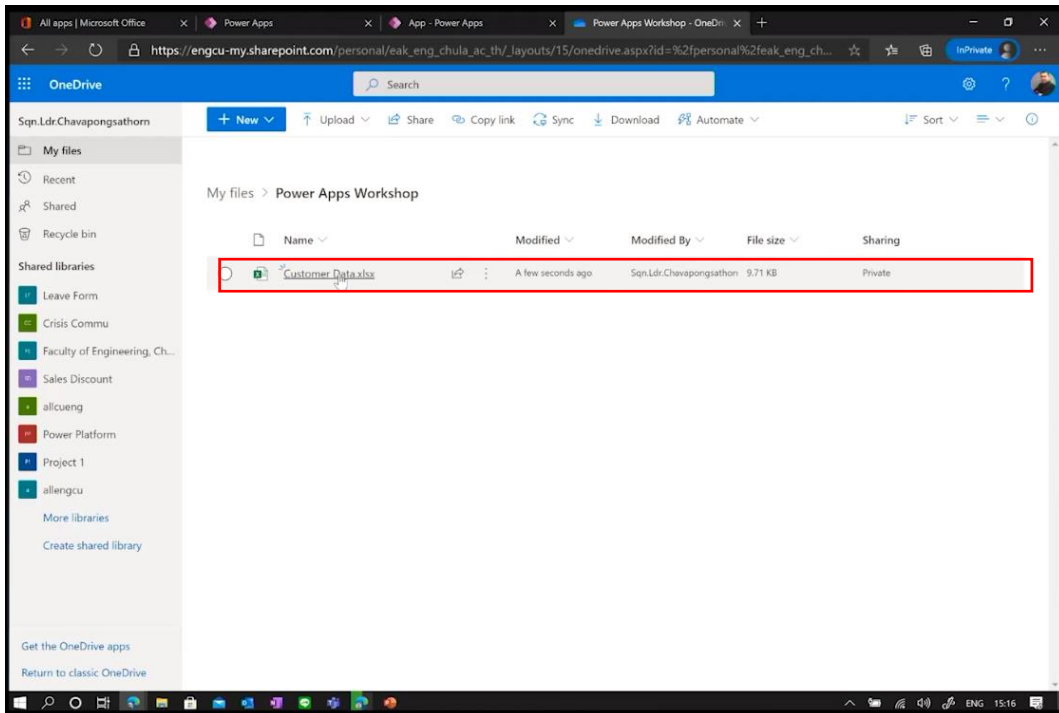 All apps | Microsoft Office
Power Apps
App - Power Apps
Power Apps Workshop - OneDri
https://engcu-my.sharepoint.com/personal/eak_eng_chula_ac_th/_layouts/15/onedrive.aspx?id=%2fpersonal%2feak_eng_ch...
InPrivate
OneDrive
Search
?
Sqn.Ldr.Chavapongsathorn
+ New
Upload
Share
Copy link
Sync
Download
Automate
Sort
My files
Recent
Shared
Recycle bin
Shared libraries
Leave Form
CC Crisis Commu
Faculty of Engineering, Ch...
SD Sales Discount
a allcueng
PP Power Platform
P1 Project 1
a allengcu
More libraries
Create shared library
Get the OneDrive apps
Return to classic OneDrive
My files > Power Apps Workshop
Name Modified Modified By File size Sharing
Customer Data.xlsx A few seconds ago Sqn.Ldr.Chavapongsathon 9.71 KB Private
ENG 15:16